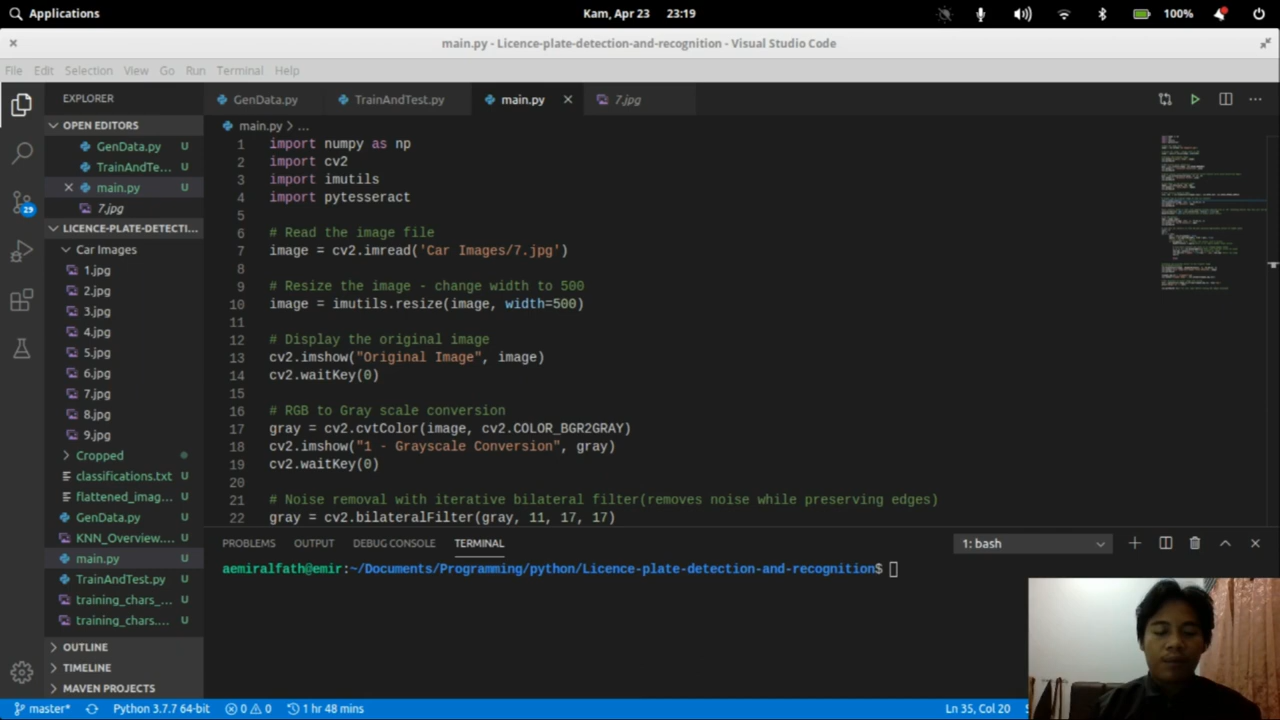 Applications
Kam, Apr 23 23:19
100%
main.py - Licence-plate-detection-and-recognition - Visual Studio Code
File Edit Selection View Go Run Terminal Help
EXPLORER
OPEN EDITORS
GenData.py U
TrainAndTe... U
main.py U
7.jpg
LICENCE-PLATE-DETECTI...
Car Images
1.jpg
2.jpg
3.jpg
4.jpg
5.jpg
6.jpg
7.jpg
8.jpg
9.jpg
Cropped
classifications.txt U
flattened_imag... U
GenData.py U
KNN_Overview.... U
main.py U
TrainAndTest.py U
training_chars_... U
training_chars.... U
OUTLINE
TIMELINE
MAVEN PROJECTS
29
GenData.py TrainAndTest.py main.py 7.jpg
main.py > ...
1 import numpy as np
2 import cv2
3 import imutils
4 import pytesseract
5
6 # Read the image file
7 image = cv2.imread('Car Images/7.jpg')
8
9 # Resize the image - change width to 500
10 image = imutils.resize(image, width=500)
11
12 # Display the original image
13 cv2.imshow("Original Image", image)
14 cv2.waitKey(0)
15
16 # RGB to Gray scale conversion
17 gray = cv2.cvtColor(image, cv2.COLOR_BGR2GRAY)
18 cv2.imshow("1 - Grayscale Conversion", gray)
19 cv2.waitKey(0)
20
21 # Noise removal with iterative bilateral filter(removes noise while preserving edges)
22 gray = cv2.bilateralFilter(gray, 11, 17, 17)
PROBLEMS OUTPUT DEBUG CONSOLE TERMINAL
1: bash
aemiralfath@emir:~/Documents/Programming/python/Licence-plate-detection-and-recognition$
master* Python 3.7.7 64-bit 0 0 1 hr 48 mins Ln 35, Col 20